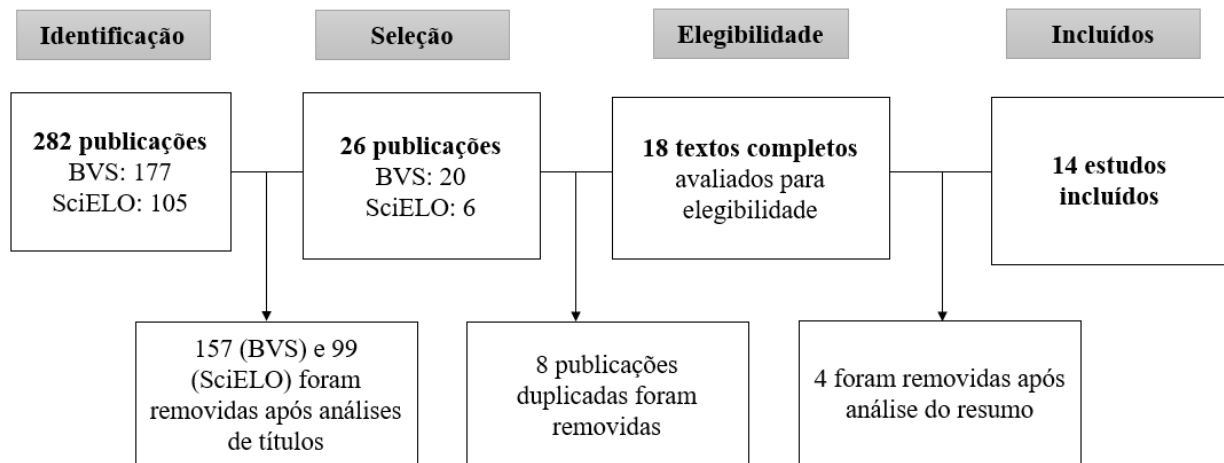 Identificação
Seleção
Elegibilidade
Incluídos
282 publicações
BVS: 177
SciELO: 105
26 publicações
BVS: 20
SciELO: 6
18 textos completos
avaliados para
elegibilidade
14 estudos
incluídos
157 (BVS) e 99
(SciELO) foram
removidas após análises
de títulos
8 publicações
duplicadas foram
removidas
4 foram removidas após
análise do resumo